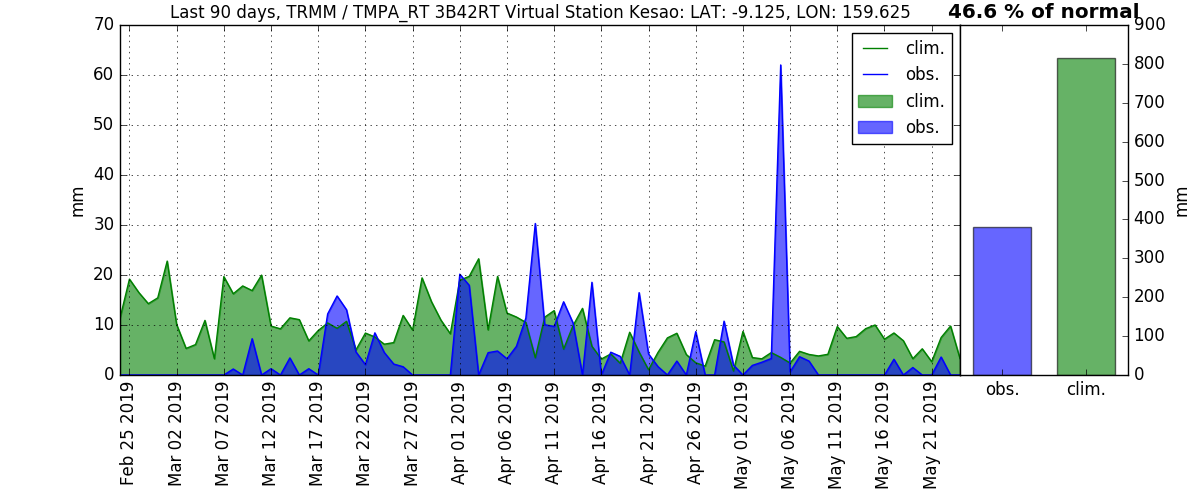 Last 90 days, TRMM / TMPA_RT 3B42RT Virtual Station Kesao: LAT: -9.125, LON: 159.625
46.6 % of normal
70
60
50
40
30
20
10
0
mm
clim.
obs.
clim.
obs.
900
800
700
600
500
400
300
200
100
0
mm
Feb 25 2019
Mar 02 2019
Mar 07 2019
Mar 12 2019
Mar 17 2019
Mar 22 2019
Mar 27 2019
Apr 01 2019
Apr 06 2019
Apr 11 2019
Apr 16 2019
Apr 21 2019
Apr 26 2019
May 01 2019
May 06 2019
May 11 2019
May 16 2019
May 21 2019
obs.
clim.